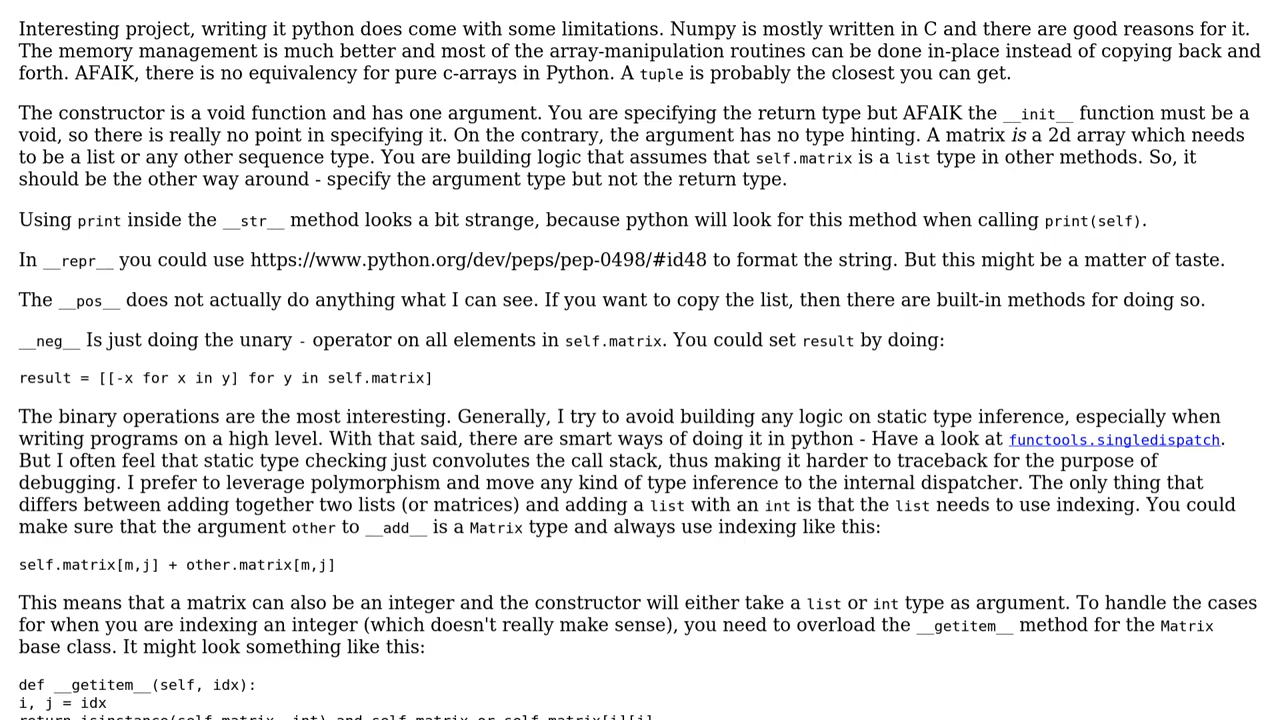 Interesting project, writing it python does come with some limitations. Numpy is mostly written in C and there are good reasons for it.
The memory management is much better and most of the array-manipulation routines can be done in-place instead of copying back and
forth. AFAIK, there is no equivalency for pure c-arrays in Python. A tuple is probably the closest you can get.
The constructor is a void function and has one argument. You are specifying the return type but AFAIK the __init__ function must be a
void, so there is really no point in specifying it. On the contrary, the argument has no type hinting. A matrix is a 2d array which needs
to be a list or any other sequence type. You are building logic that assumes that self.matrix is a list type in other methods. So, it
should be the other way around - specify the argument type but not the return type.
Using print inside the __str__ method looks a bit strange, because python will look for this method when calling print(self).
In __repr__ you could use https://www.python.org/dev/peps/pep-0498/#id48 to format the string. But this might be a matter of taste.
The __pos__ does not actually do anything what I can see. If you want to copy the list, then there are built-in methods for doing so.
__neg__ Is just doing the unary - operator on all elements in self.matrix. You could set result by doing:
result = [[-x for x in y] for y in self.matrix]
The binary operations are the most interesting. Generally, I try to avoid building any logic on static type inference, especially when
writing programs on a high level. With that said, there are smart ways of doing it in python - Have a look at functools.singledispatch.
But I often feel that static type checking just convolutes the call stack, thus making it harder to traceback for the purpose of
debugging. I prefer to leverage polymorphism and move any kind of type inference to the internal dispatcher. The only thing that
differs between adding together two lists (or matrices) and adding a list with an int is that the list needs to use indexing. You could
make sure that the argument other to __add__ is a Matrix type and always use indexing like this:
self.matrix[m,j] + other.matrix[m,j]
This means that a matrix can also be an integer and the constructor will either take a list or int type as argument. To handle the cases
for when you are indexing an integer (which doesn't really make sense), you need to overload the __getitem__ method for the Matrix
base class. It might look something like this:
def __getitem__(self, idx):
i, j = idx
return isinstance(self.matrix, int) and self.matrix or self.matrix[i][j]